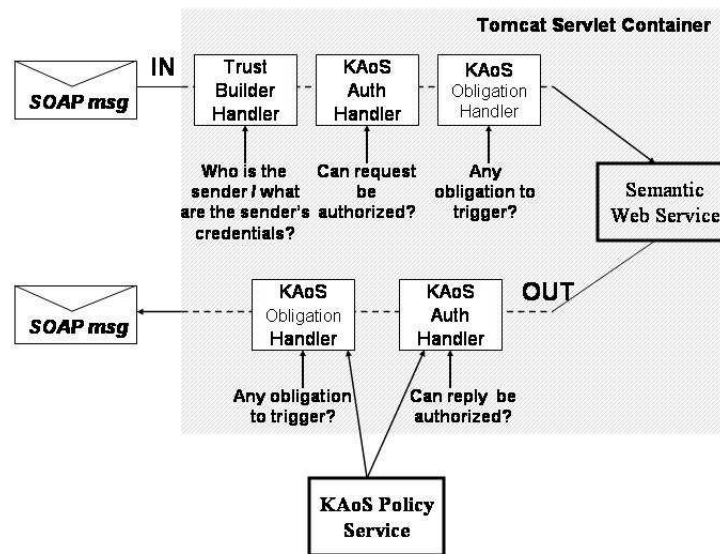 Tomcat Servlet Container
IN
SOAP msg
Trust
Builder
Handler
KAoS
Auth
Handler
KAoS
Obligation
Handler
Who is the
sender / what
are the sender's
credentials?
Can request
be
authorized?
Any
obligation to
trigger?
Semantic
Web Service
OUT
SOAP msg
KAoS
Obligation
Handler
KAoS
Auth
Handler
Any obligation
to trigger?
Can reply be
authorized?
KAoS Policy
Service